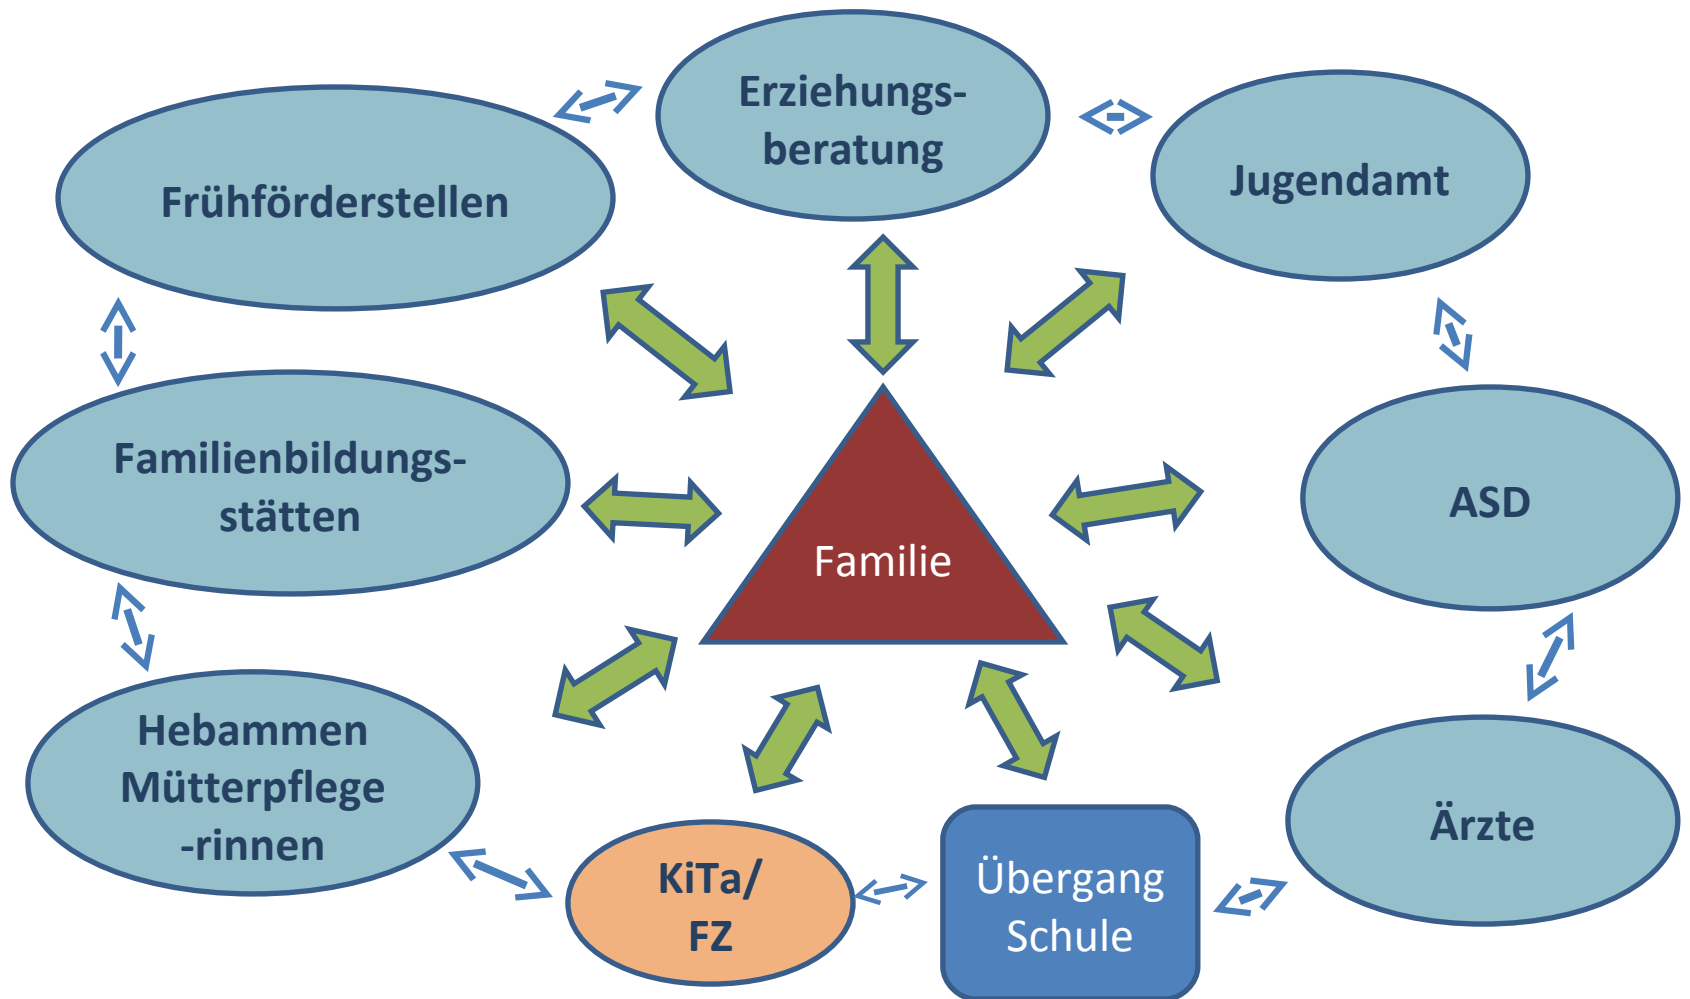 Erziehungs-
beratung
Jugendamt
Frühförderstellen
Familienbildungs-
stätten
ASD
Familie
Hebammen
Mütterpflege
-rinnen
KiTa/
FZ
Übergang
Schule
Ärzte